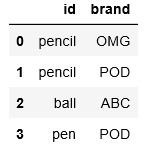 id brand
0 pencil OMG
1 pencil POD
2 ball ABC
3 pen POD